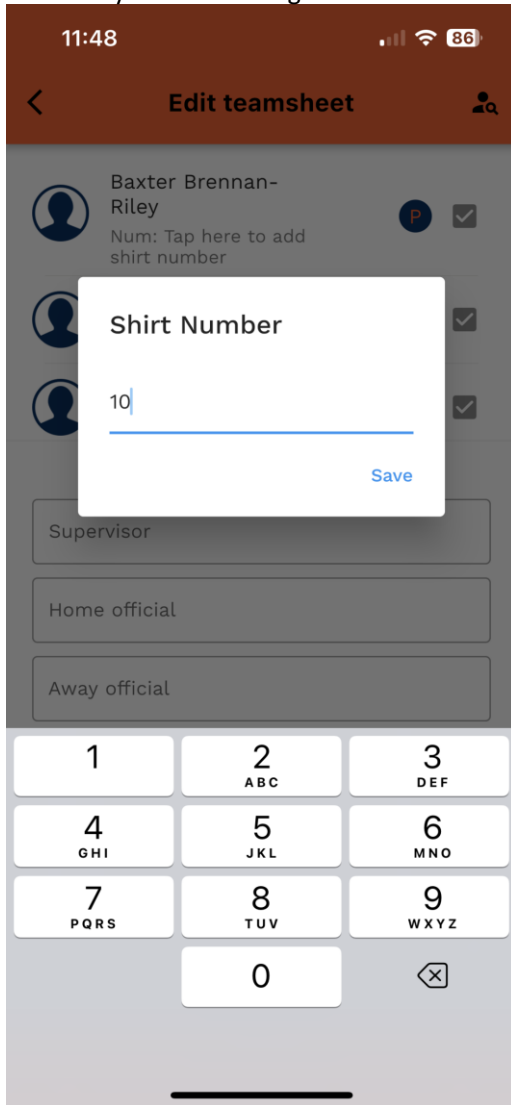 11:48
86
Edit teamsheet
Baxter Brennan-
Riley
P
Num: Tap here to add
shirt number
Shirt Number
10
Save
Supervisor
Home official
Away official
1
2
ABC
3
DEF
4
GHI
5
JKL
6
MNO
7
PQRS
8
TUV
9
WXYZ
0